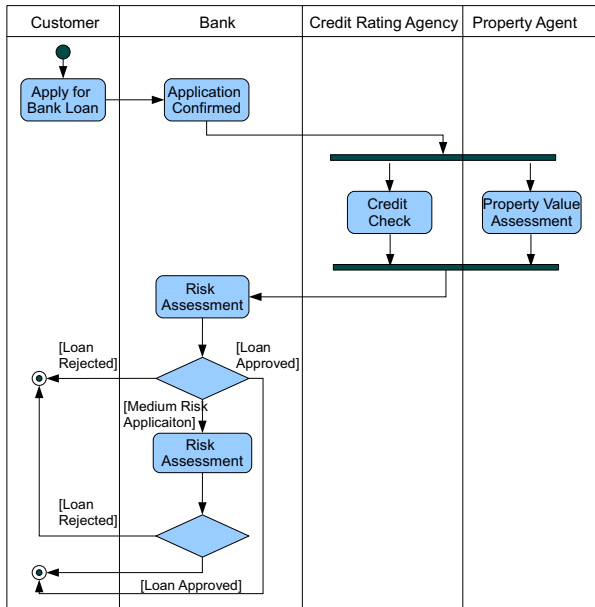 Customer
Bank
Credit Rating Agency
Property Agent
Apply for
Bank Loan
Application
Confirmed
Credit
Check
Property Value
Assessment
Risk
Assessment
[Loan
Rejected]
[Loan
Approved]
[Medium Risk
Applicaiton]
Risk
Assessment
[Loan
Rejected]
[Loan Approved]